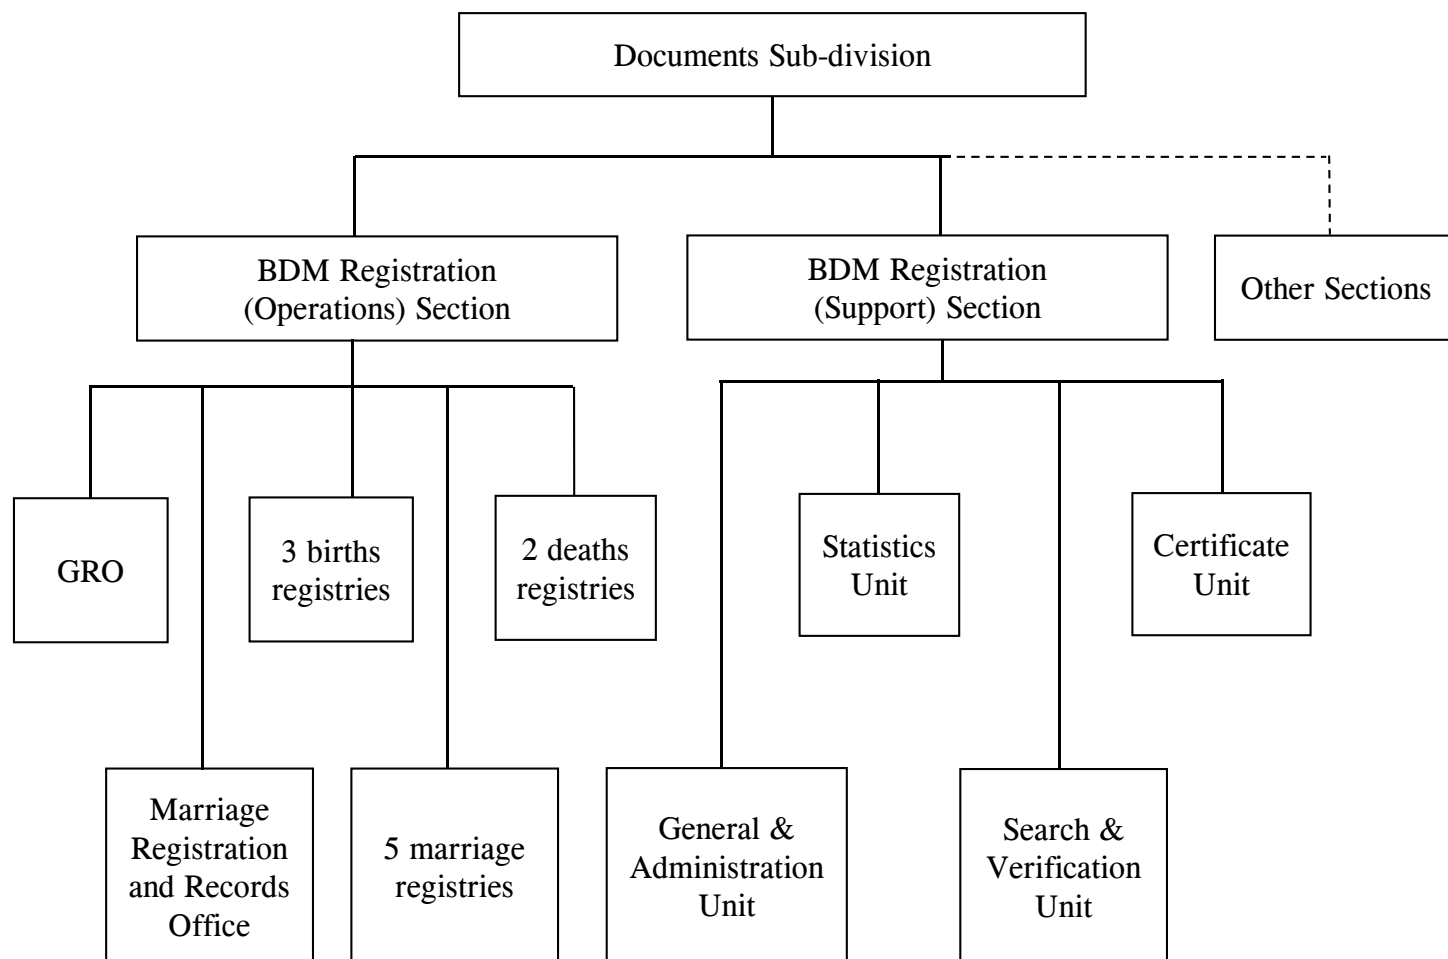 Documents Sub-division
BDM Registration
(Operations) Section
BDM Registration
(Support) Section
Other Sections
GRO
3 births
registries
2 deaths
registries
Statistics
Unit
Certificate
Unit
Marriage
Registration
and Records
Office
5 marriage
registries
General &
Administration
Unit
Search &
Verification
Unit